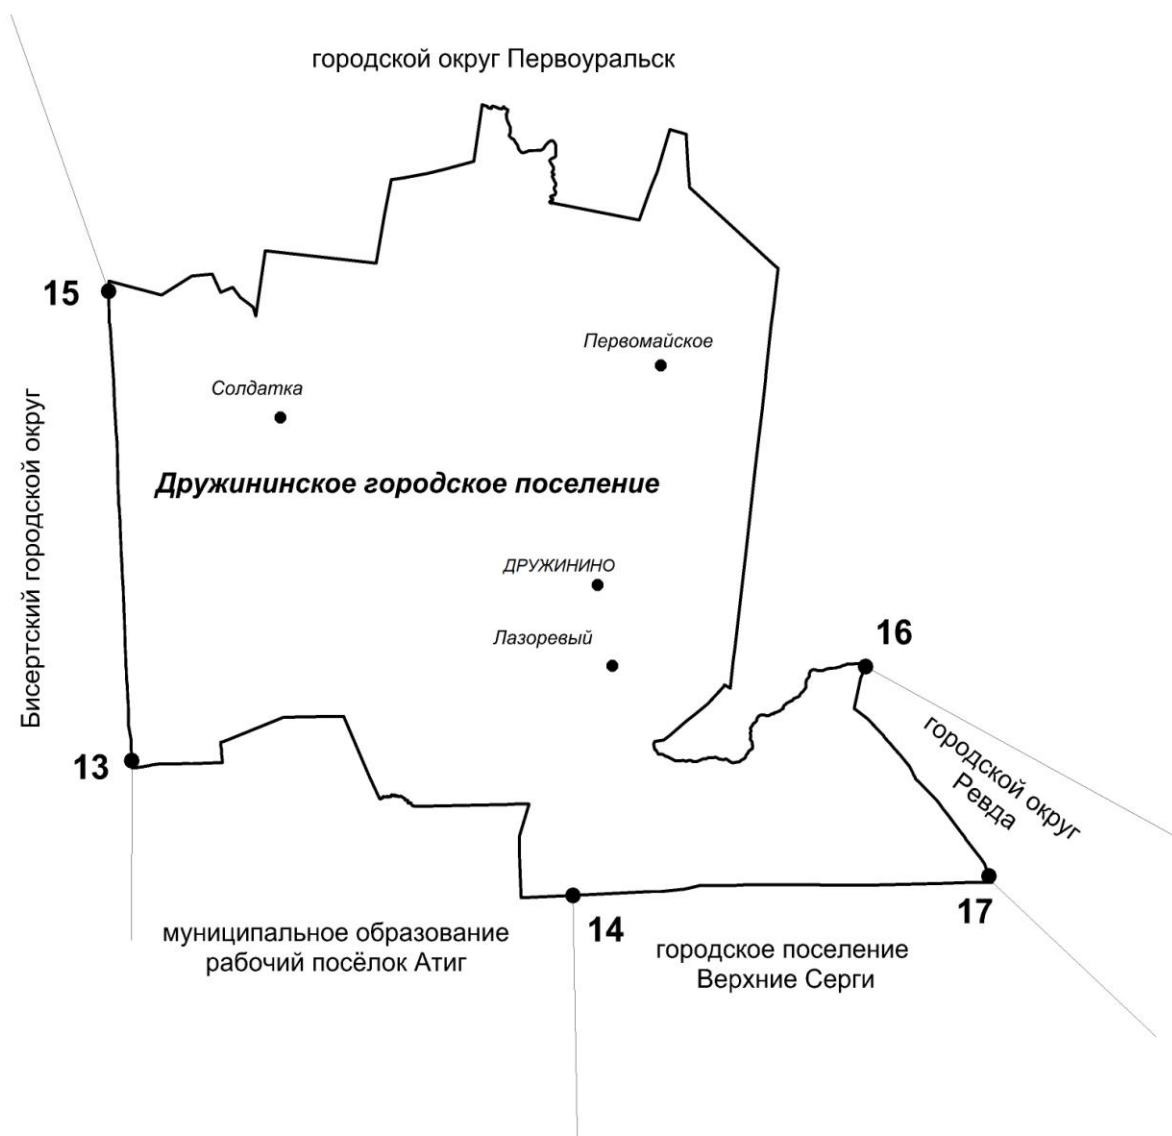 городской округ Первоуральск
15
Первомайское
Солдатка
Бисертский городской округ
Дружининское городское поселение
ДРУЖИНИНО
Лазоревый
16
городской округ
Ревда
13
17
14
муниципальное образование
рабочий посёлок Атиг
городское поселение
Верхние Серги